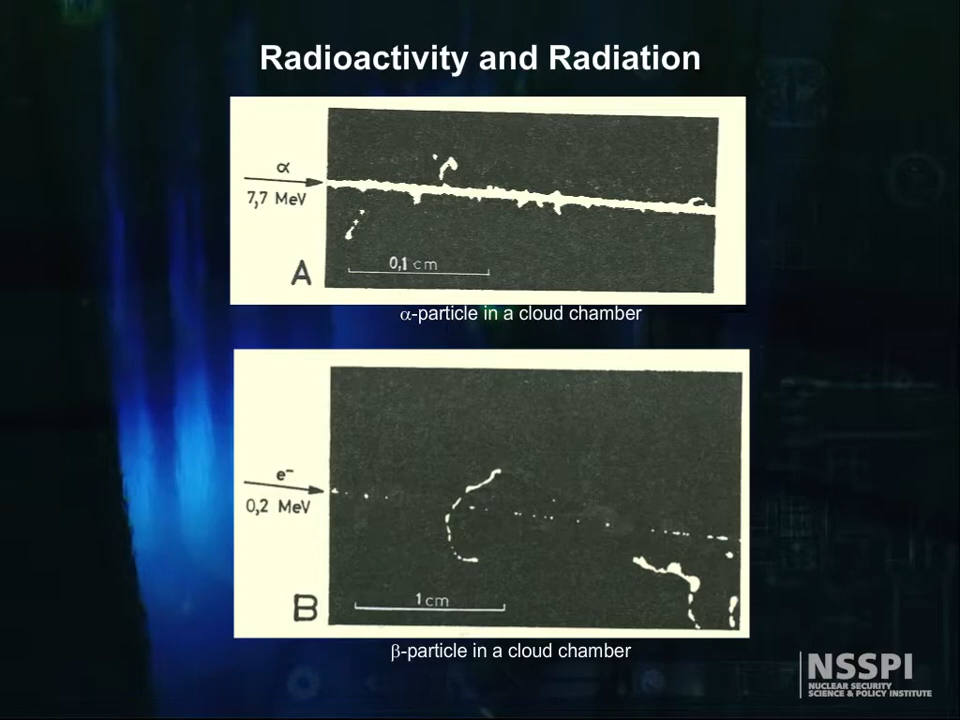 Radioactivity and Radiation
α
7,7 MeV
0,1 cm
A
α-particle in a cloud chamber
e⁻
0,2 MeV
1 cm
B
β-particle in a cloud chamber
NSSPI
NUCLEAR SECURITY
SCIENCE & POLICY INSTITUTE